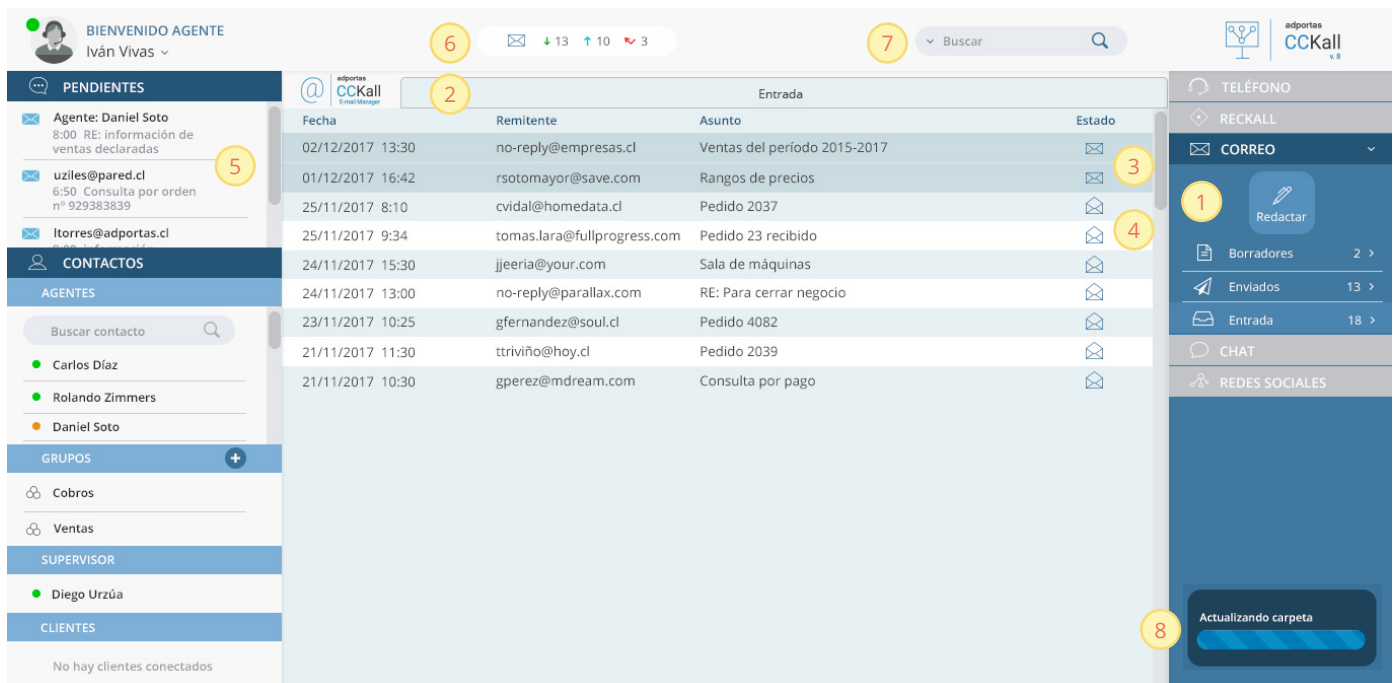 BIENVENIDO AGENTE
Iván Vivas
6
13 10 3
7
Buscar
adportas
CCKall
v. 8
PENDIENTES
Agente: Daniel Soto
8:00 RE: información de
ventas declaradas
5
uziles@pared.cl
6:50 Consulta por orden
nº 929383839
ltorres@adportas.cl
CONTACTOS
AGENTES
Buscar contacto
Carlos Díaz
Rolando Zimmers
Daniel Soto
GRUPOS
Cobros
Ventas
SUPERVISOR
Diego Urzúa
CLIENTES
No hay clientes conectados
@ adportas
CCKall
E-mail Manager
2
Entrada
Fecha Remitente Asunto Estado
02/12/2017 13:30 no-reply@empresas.cl Ventas del período 2015-2017
3
01/12/2017 16:42 rsotomayor@save.com Rangos de precios
25/11/2017 8:10 cvidal@homedata.cl Pedido 2037
4
25/11/2017 9:34 tomas.lara@fullprogress.com Pedido 23 recibido
24/11/2017 15:30 jjeeria@your.com Sala de máquinas
24/11/2017 13:00 no-reply@parallax.com RE: Para cerrar negocio
23/11/2017 10:25 gfernandez@soul.cl Pedido 4082
21/11/2017 11:30 ttriviño@hoy.cl Pedido 2039
21/11/2017 10:30 gperez@mdream.com Consulta por pago
TELÉFONO
RECKALL
CORREO
1
Redactar
Borradores 2 >
Enviados 13 >
Entrada 18 >
CHAT
REDES SOCIALES
8
Actualizando carpeta